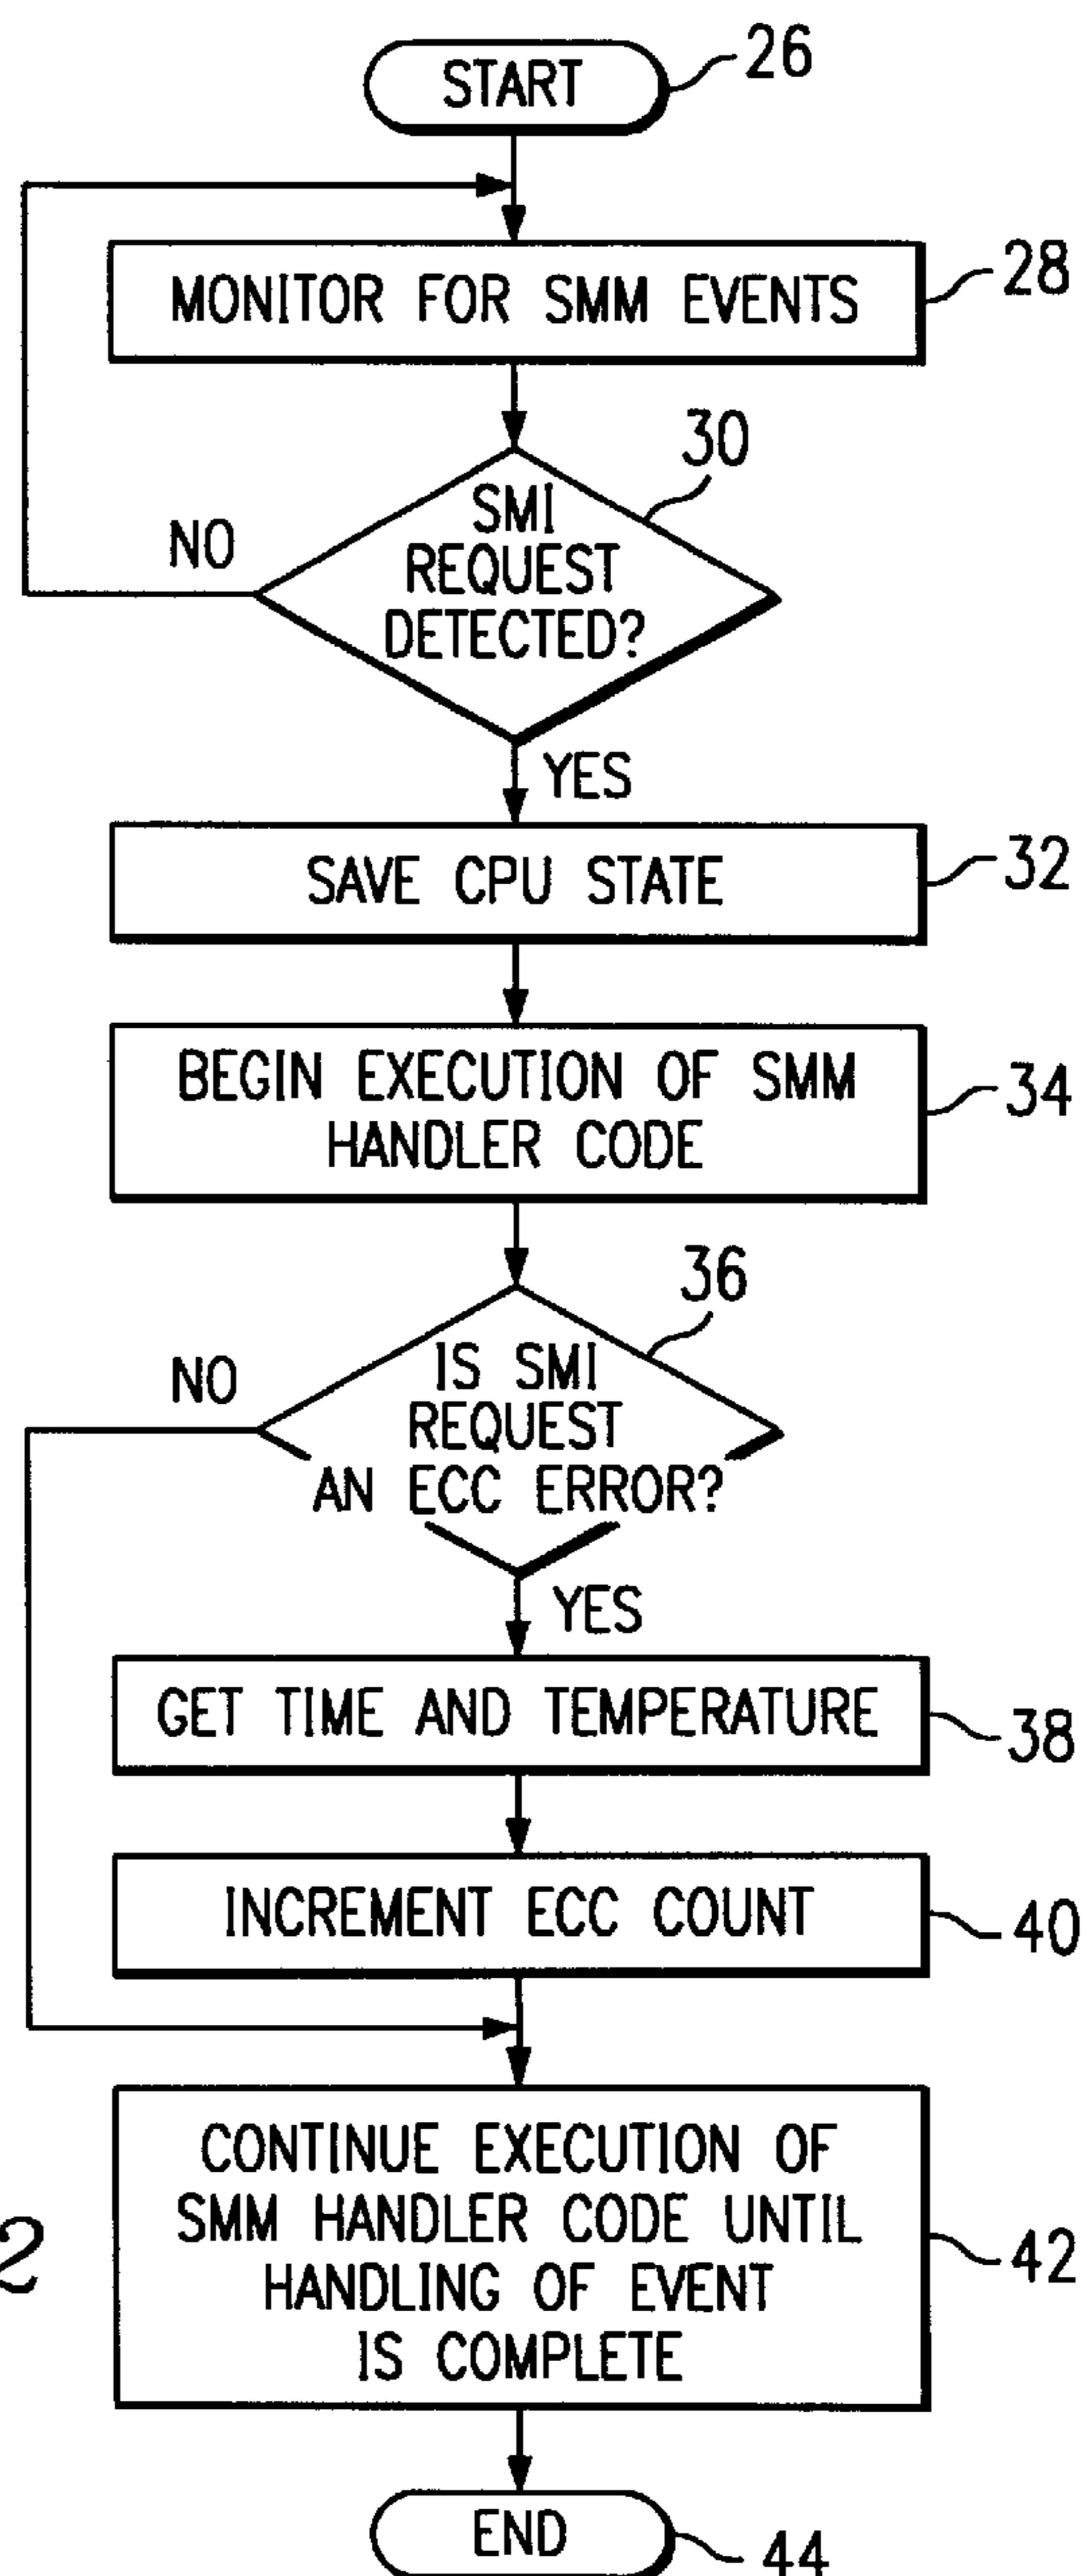 START
26
MONITOR FOR SMM EVENTS
28
30
SMI
REQUEST
DETECTED?
NO
YES
SAVE CPU STATE
32
BEGIN EXECUTION OF SMM
HANDLER CODE
34
36
IS SMI
REQUEST
AN ECC ERROR?
NO
YES
GET TIME AND TEMPERATURE
38
INCREMENT ECC COUNT
40
CONTINUE EXECUTION OF
SMM HANDLER CODE UNTIL
HANDLING OF EVENT
IS COMPLETE
42
2
END
44